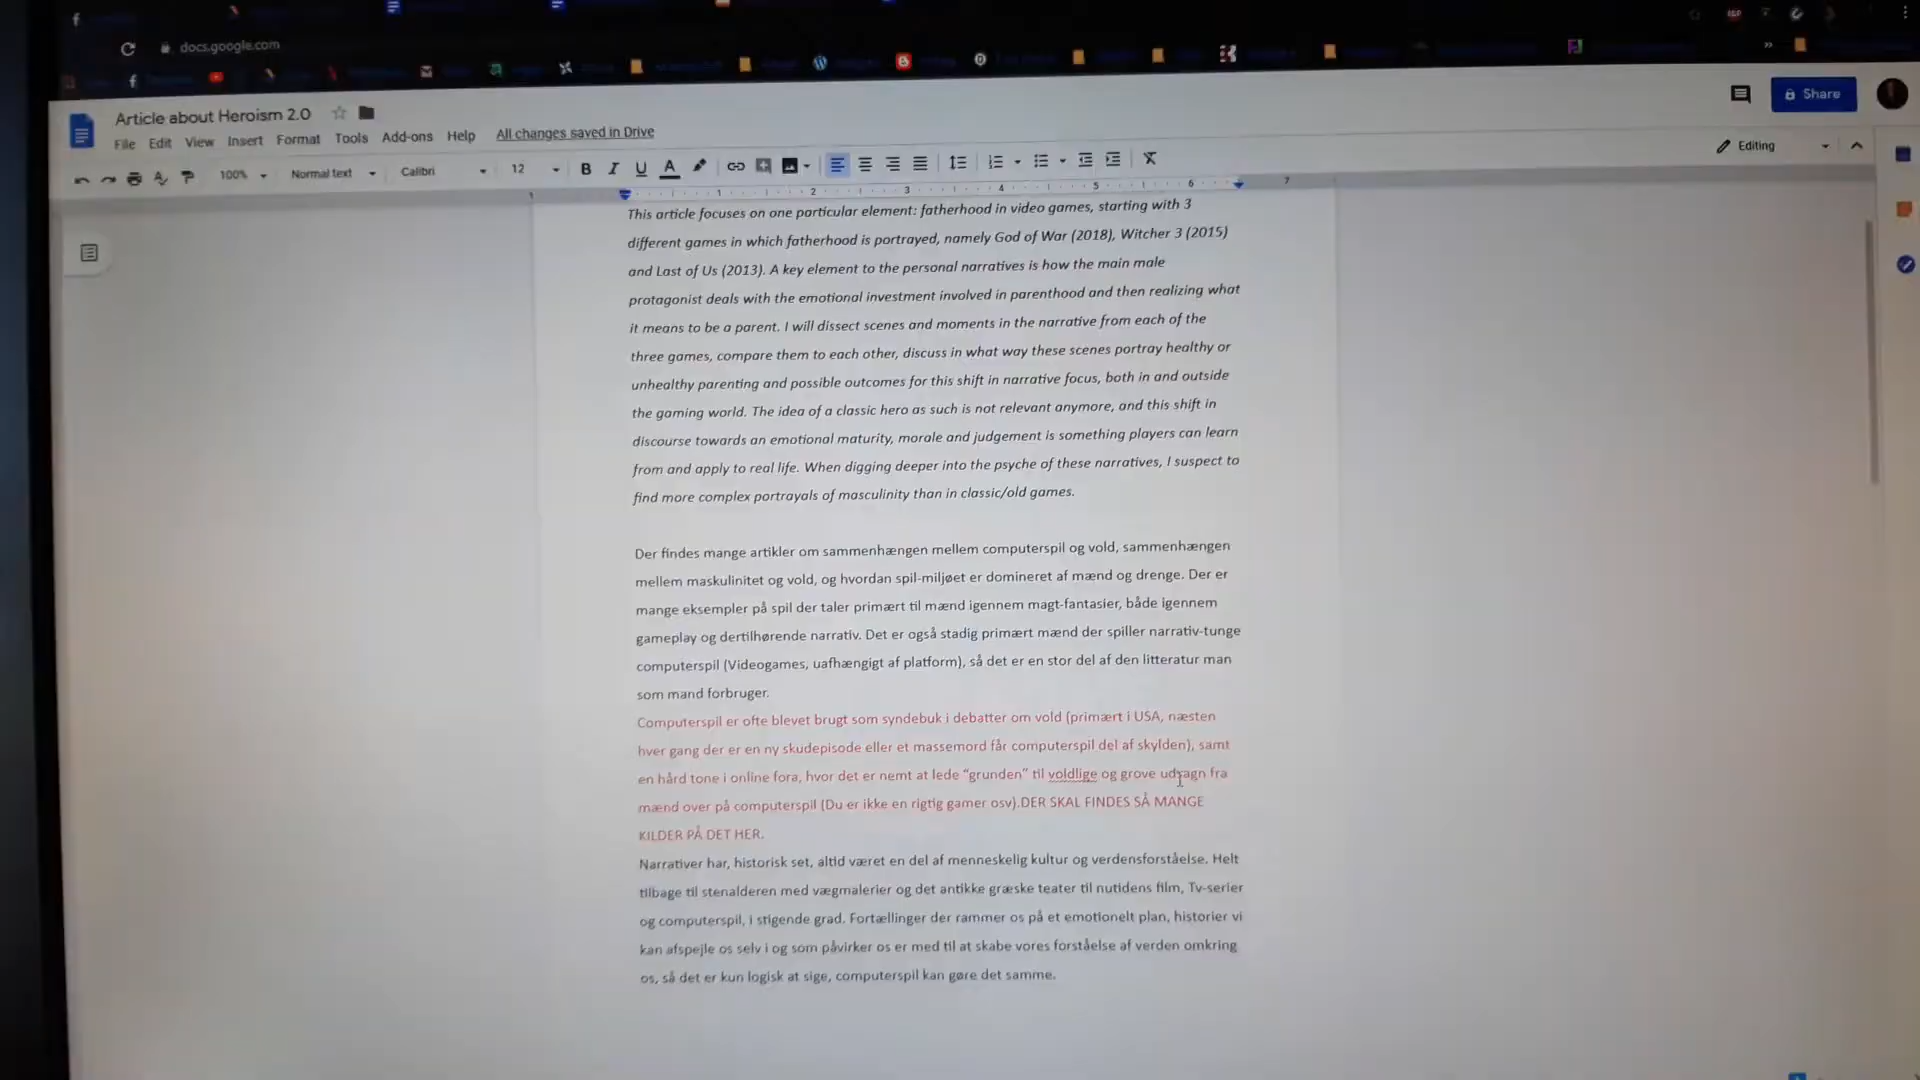 docs.google.com
Article about Heroism 2.0
Share
File Edit View Insert Format Tools Add-ons Help All changes saved in Drive
100% Normal text Calibri 12 B I U A Editing
1 1 2 3 4 5 6 7
This article focuses on one particular element: fatherhood in video games, starting with 3
different games in which fatherhood is portrayed, namely God of War (2018), Witcher 3 (2015)
and Last of Us (2013). A key element to the personal narratives is how the main male
protagonist deals with the emotional investment involved in parenthood and then realizing what
it means to be a parent. I will dissect scenes and moments in the narrative from each of the
three games, compare them to each other, discuss in what way these scenes portray healthy or
unhealthy parenting and possible outcomes for this shift in narrative focus, both in and outside
the gaming world. The idea of a classic hero as such is not relevant anymore, and this shift in
discourse towards an emotional maturity, morale and judgement is something players can learn
from and apply to real life. When digging deeper into the psyche of these narratives, I suspect to
find more complex portrayals of masculinity than in classic/old games.
Der findes mange artikler om sammenhængen mellem computerspil og vold, sammenhængen
mellem maskulinitet og vold, og hvordan spil-miljøet er domineret af mænd og drenge. Der er
mange eksempler på spil der taler primært til mænd igennem magt-fantasier, både igennem
gameplay og dertilhørende narrativ. Det er også stadig primært mænd der spiller narrativ-tunge
computerspil (Videogames, uafhængigt af platform), så det er en stor del af den litteratur man
som mand forbruger.
Computerspil er ofte blevet brugt som syndebuk i debatter om vold (primært i USA, næsten
hver gang der er en ny skudepisode eller et massemord får computerspil del af skylden), samt
en hård tone i online fora, hvor det er nemt at lede “grunden” til voldlige og grove udsagn fra
mænd over på computerspil (Du er ikke en rigtig gamer osv).DER SKAL FINDES SÅ MANGE
KILDER PÅ DET HER.
Narrativer har, historisk set, altid været en del af menneskelig kultur og verdensforståelse. Helt
tilbage til stenalderen med vægmalerier og det antikke græske teater til nutidens film, Tv-serier
og computerspil, i stigende grad. Fortællinger der rammer os på et emotionelt plan, historier vi
kan afspejle os selv i og som påvirker os er med til at skabe vores forståelse af verden omkring
os, så det er kun logisk at sige, computerspil kan gøre det samme.